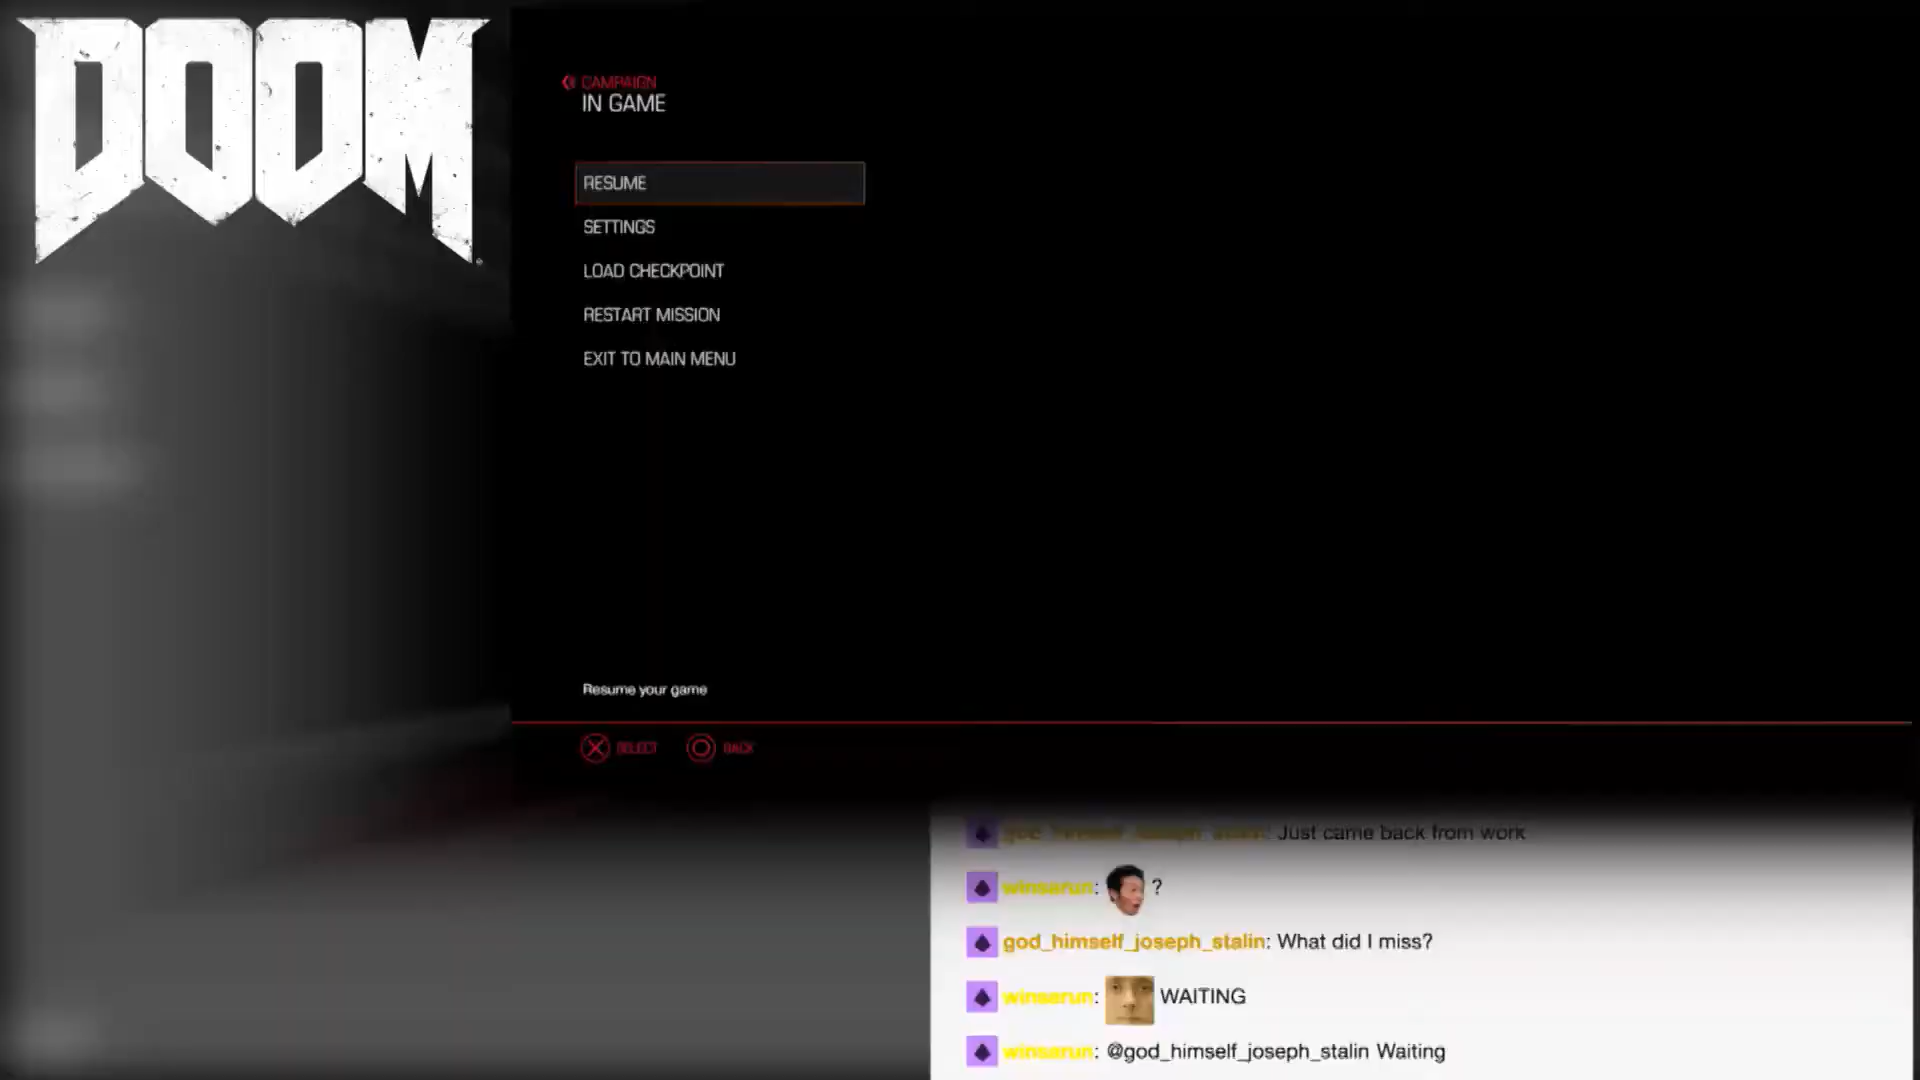 DOOM
CAMPAIGN
IN GAME
RESUME
SETTINGS
LOAD CHECKPOINT
RESTART MISSION
EXIT TO MAIN MENU
Resume your game
SELECT BACK
god_himself_joseph_stalin: Just came back from work
winsarun: ?
god_himself_joseph_stalin: What did I miss?
winsarun: WAITING
winsarun: @god_himself_joseph_stalin Waiting